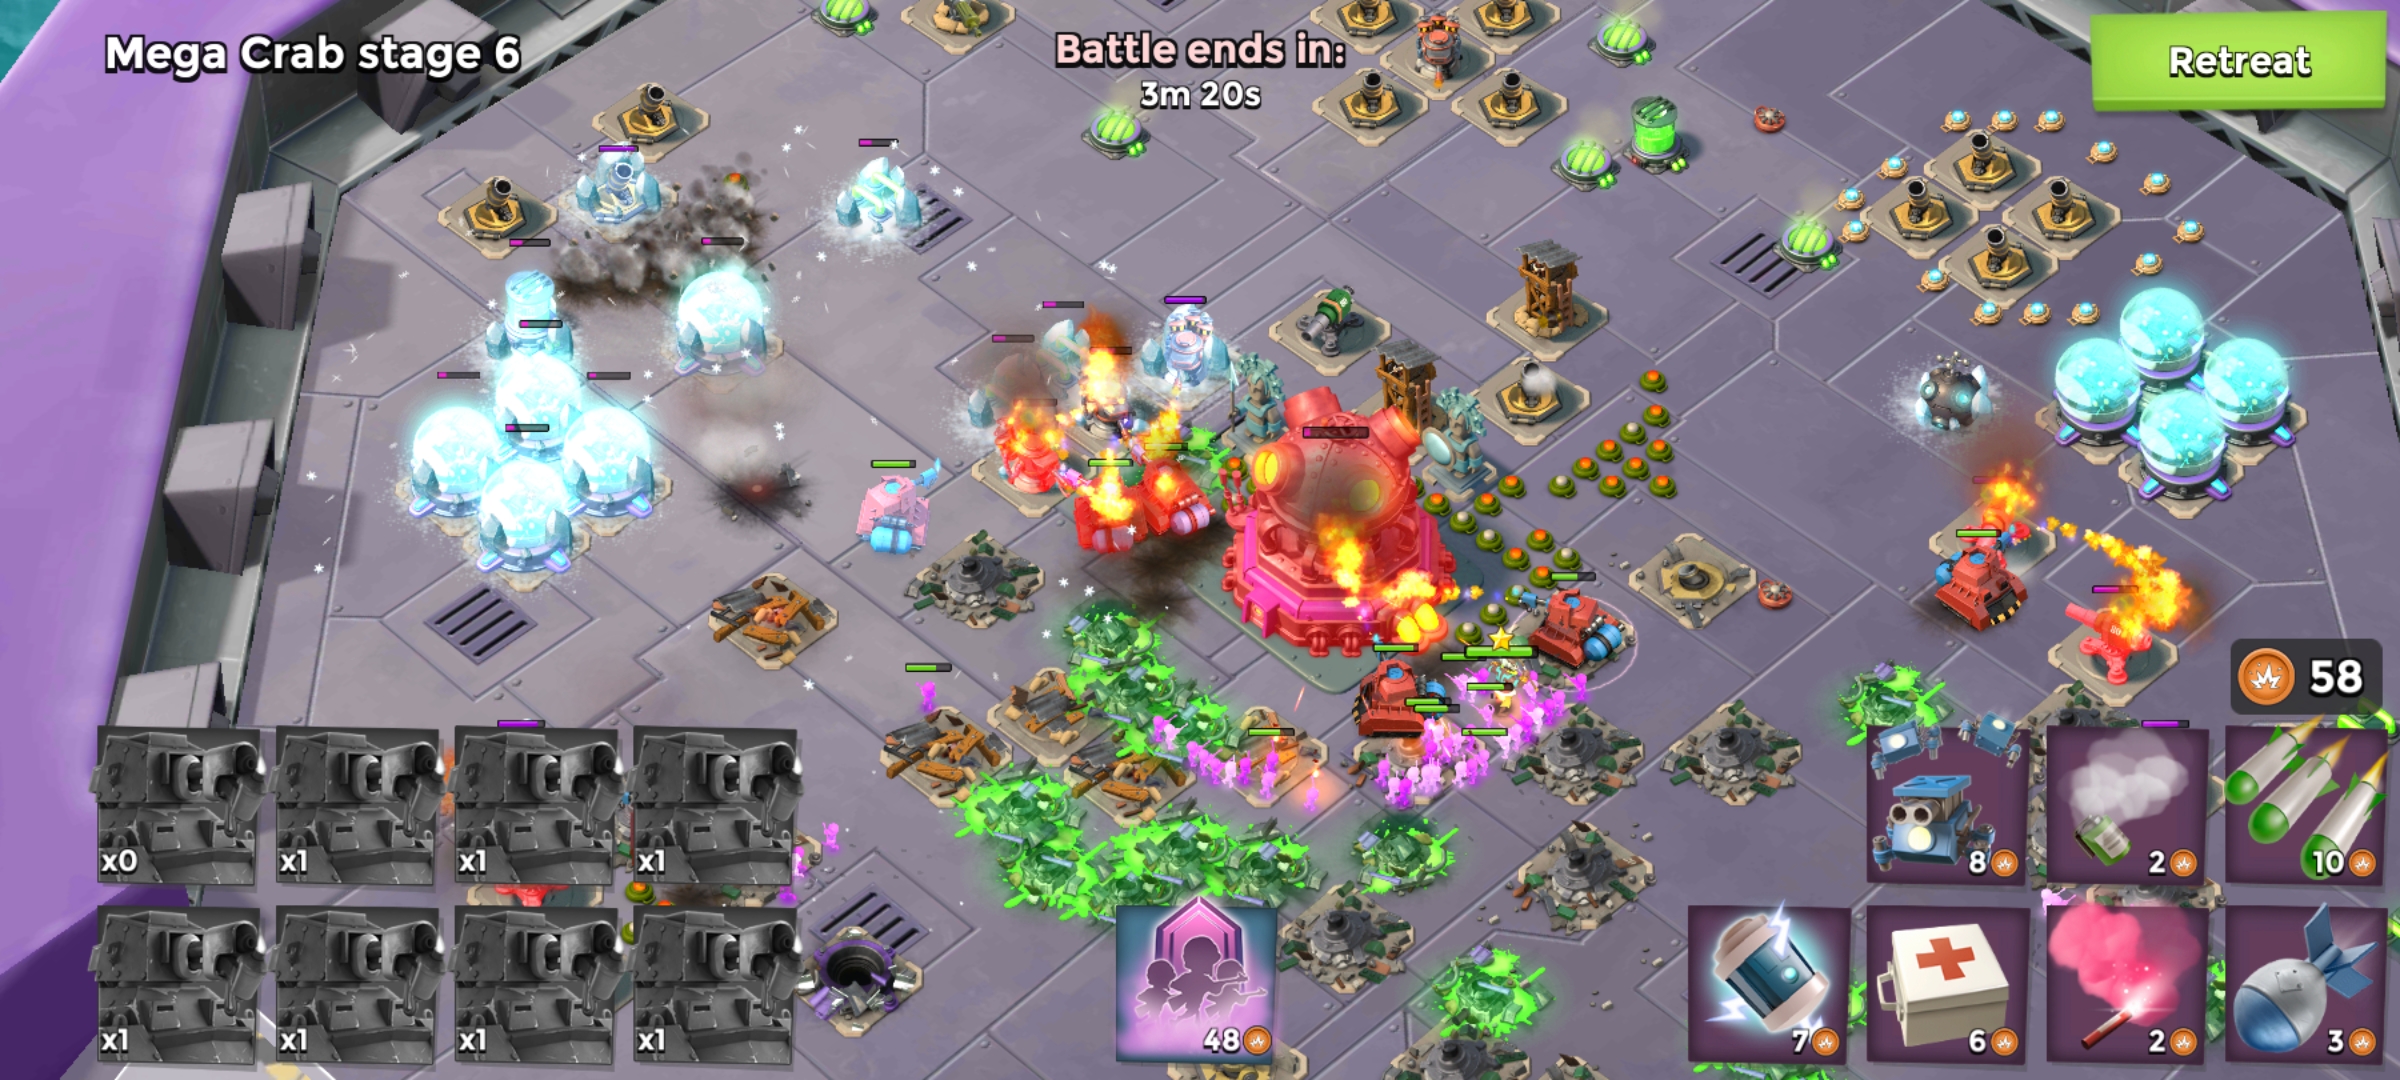 Mega Crab stage 6
Battle ends in:
3m 20s
Retreat
58
x0
x1
x1
x1
8
2
10
x1
x1
x1
x1
48
7
6
2
3